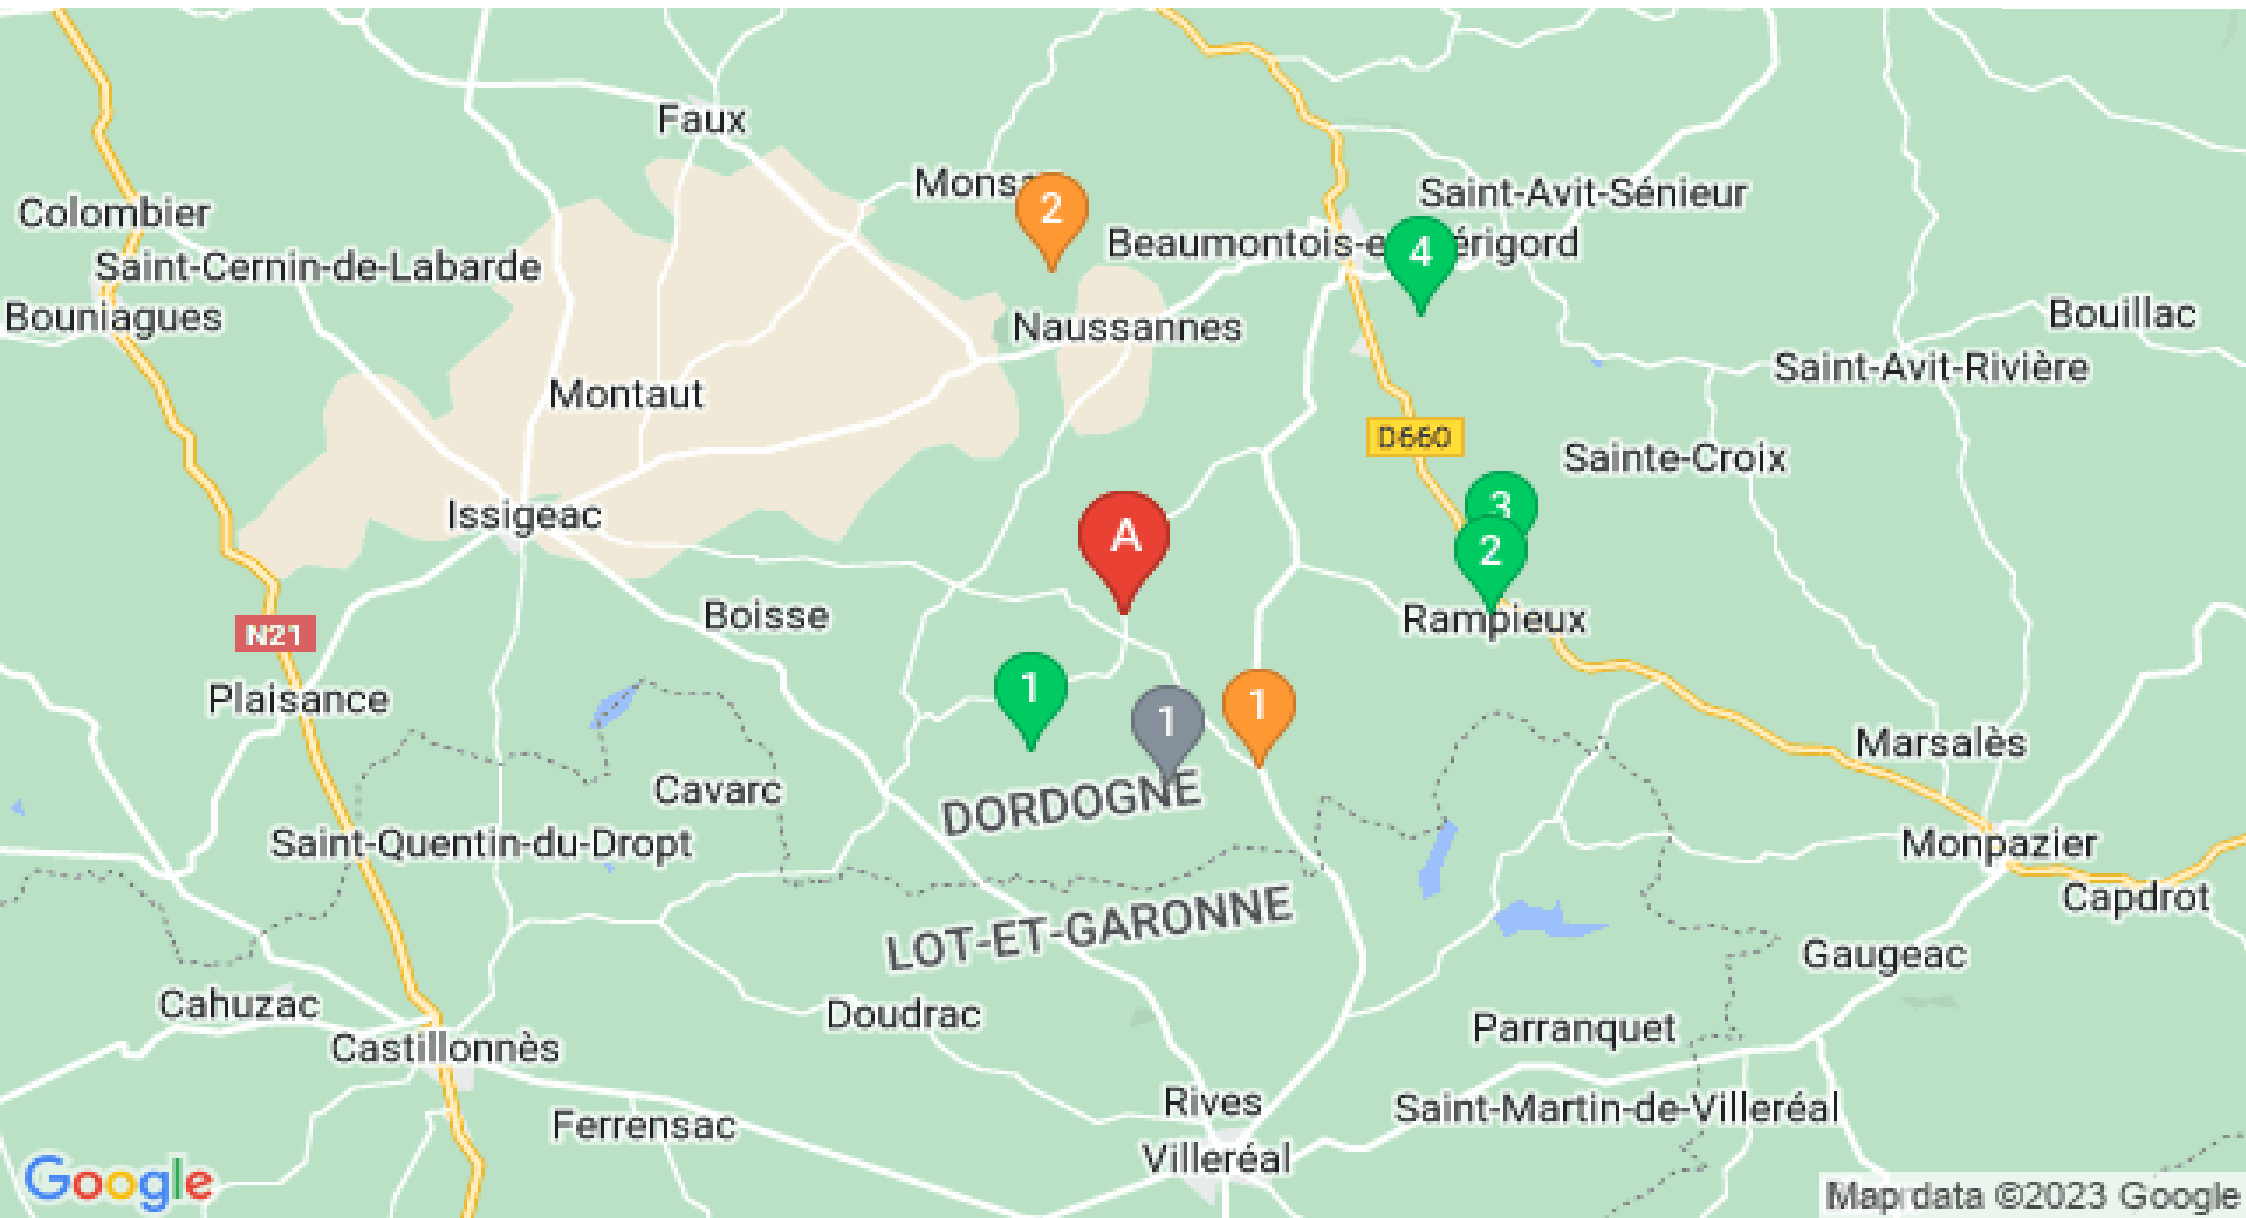 Faux
Monss
2
Saint-Avit-Sénieur
Colombier
Beaumontois-e
érigord
4
Saint-Cernin-de-Labarde
Bouniagues
Naussannes
Bouillac
Saint-Avit-Rivière
Montaut
D660
Sainte-Croix
Issigeac
3
A
2
Boisse
Rampieux
N21
Plaisance
1
1
1
Marsalès
Cavarc
DORDOGNE
Saint-Quentin-du-Dropt
Monpazier
Capdrot
LOT-ET-GARONNE
Gaugeac
Cahuzac
Doudrac
Parranquet
Castillonnès
Rives
Saint-Martin-de-Villeréal
Ferrensac
Villeréal
Google
Map data ©2023 Google